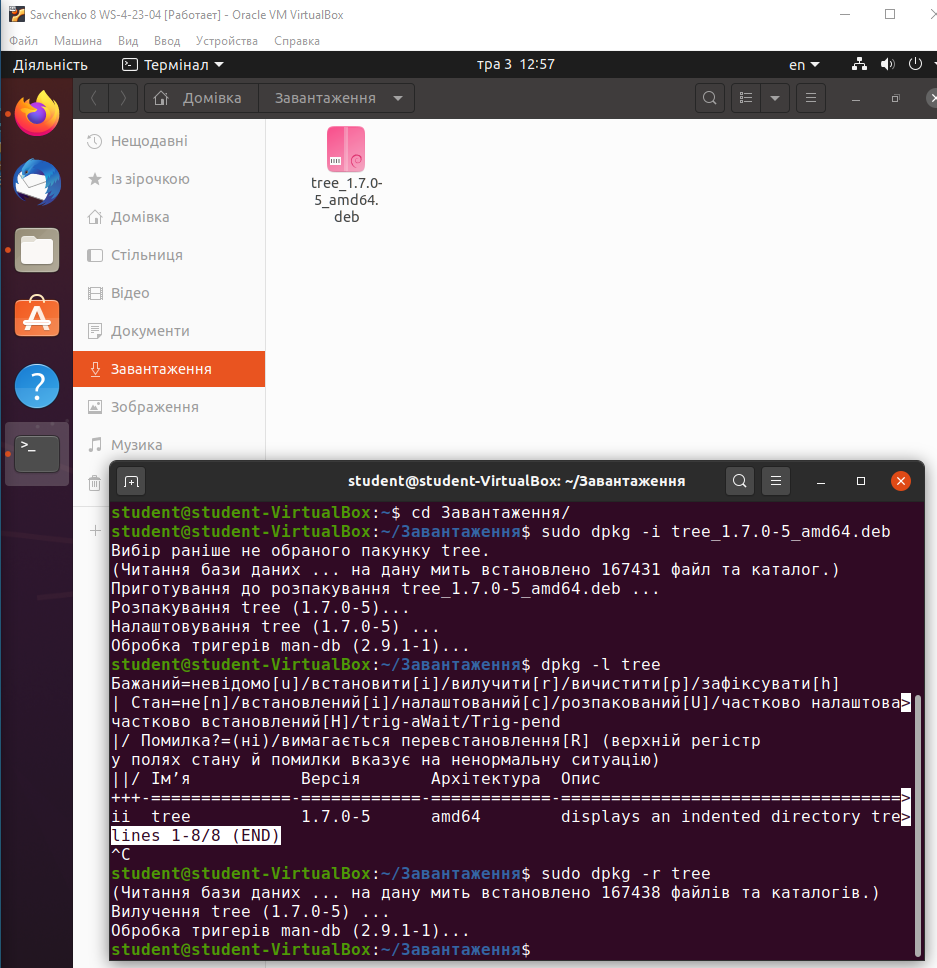 Savchenko 8 WS-4-23-04 [Работает] - Oracle VM VirtualBox
Файл Машина Вид Ввод Устройства Справка
Діяльність Термінал тра 3 12:57 en
Домівка Завантаження
Нещодавні
Із зірочкою
Домівка
Стільниця
Відео
Документи
Завантаження
Зображення
Музика
tree_1.7.0-
5_amd64.
deb
student@student-VirtualBox: ~/Завантаження
student@student-VirtualBox:~$ cd Завантаження/
student@student-VirtualBox:~/Завантаження$ sudo dpkg -i tree_1.7.0-5_amd64.deb
Вибір раніше не обраного пакунку tree.
(Читання бази даних ... на дану мить встановлено 167431 файл та каталог.)
Приготування до розпакування tree_1.7.0-5_amd64.deb ...
Розпакування tree (1.7.0-5)...
Налаштовування tree (1.7.0-5) ...
Обробка тригерів man-db (2.9.1-1)...
student@student-VirtualBox:~/Завантаження$ dpkg -l tree
Бажаний=невідомо[u]/встановити[i]/вилучити[r]/вичистити[p]/зафіксувати[h]
| Стан=не[n]/встановлений[i]/налаштований[c]/розпакований[U]/частково налаштова>
частково встановлений[H]/trig-aWait/Trig-pend
|/ Помилка?=(ні)/вимагається перевстановлення[R] (верхній регістр
у полях стану й помилки вказує на ненормальну ситуацію)
||/ Ім’я Версія Архітектура Опис
+++-==============-============-============-==================================>
ii tree 1.7.0-5 amd64 displays an indented directory tre>
lines 1-8/8 (END)
^C
student@student-VirtualBox:~/Завантаження$ sudo dpkg -r tree
(Читання бази даних ... на дану мить встановлено 167438 файлів та каталогів.)
Вилучення tree (1.7.0-5) ...
Обробка тригерів man-db (2.9.1-1)...
student@student-VirtualBox:~/Завантаження$